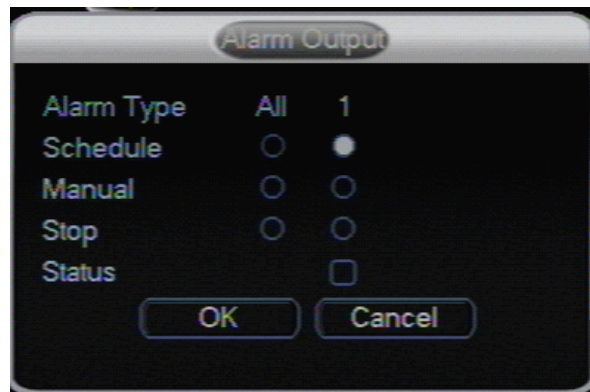 Alarm Output
Alarm Type All 1
Schedule
Manual
Stop
Status
OK Cancel